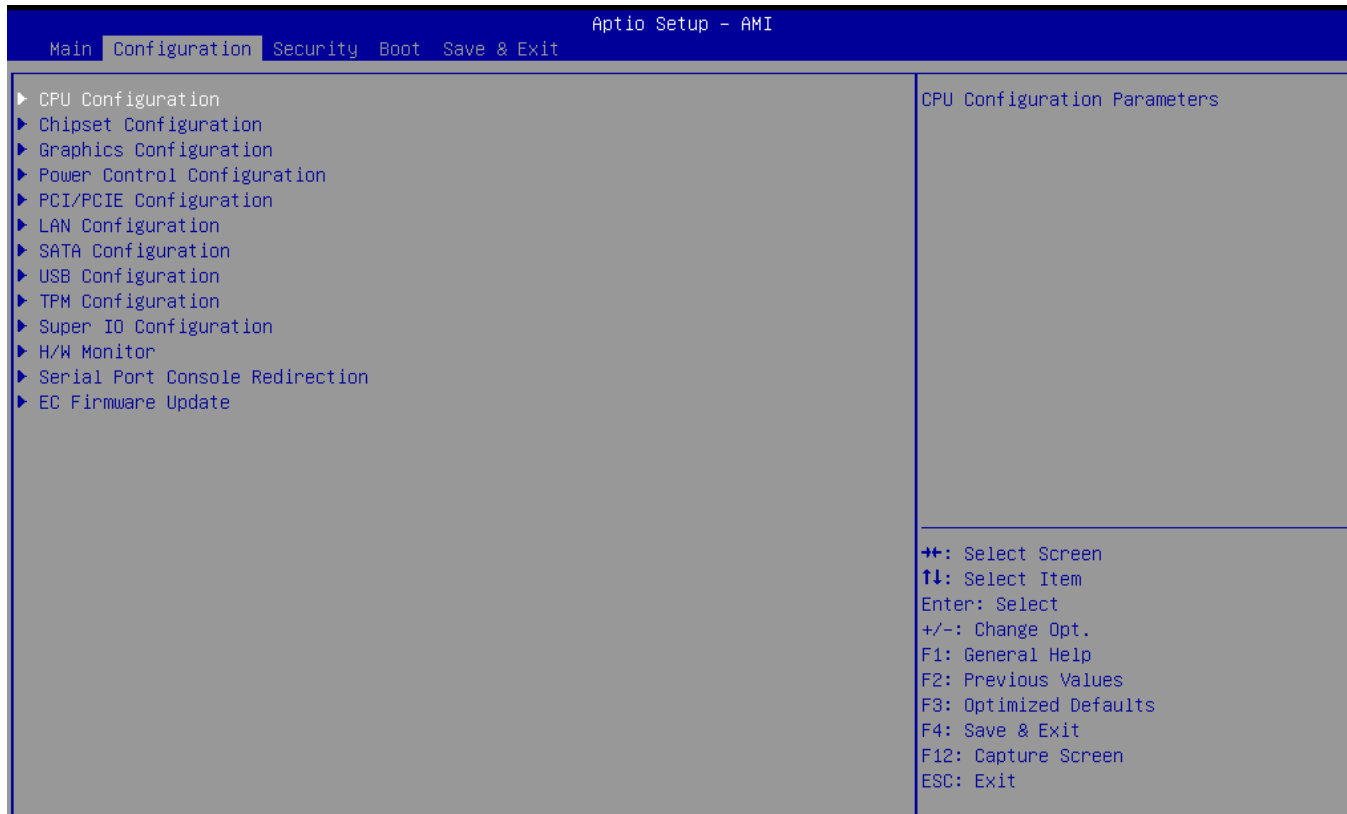 Aptio Setup – AMI
Main Configuration Security Boot Save & Exit
▶ CPU Configuration
▶ Chipset Configuration
▶ Graphics Configuration
▶ Power Control Configuration
▶ PCI/PCIE Configuration
▶ LAN Configuration
▶ SATA Configuration
▶ USB Configuration
▶ TPM Configuration
▶ Super IO Configuration
▶ H/W Monitor
▶ Serial Port Console Redirection
▶ EC Firmware Update
CPU Configuration Parameters
→←: Select Screen
↑↓: Select Item
Enter: Select
+/-: Change Opt.
F1: General Help
F2: Previous Values
F3: Optimized Defaults
F4: Save & Exit
F12: Capture Screen
ESC: Exit